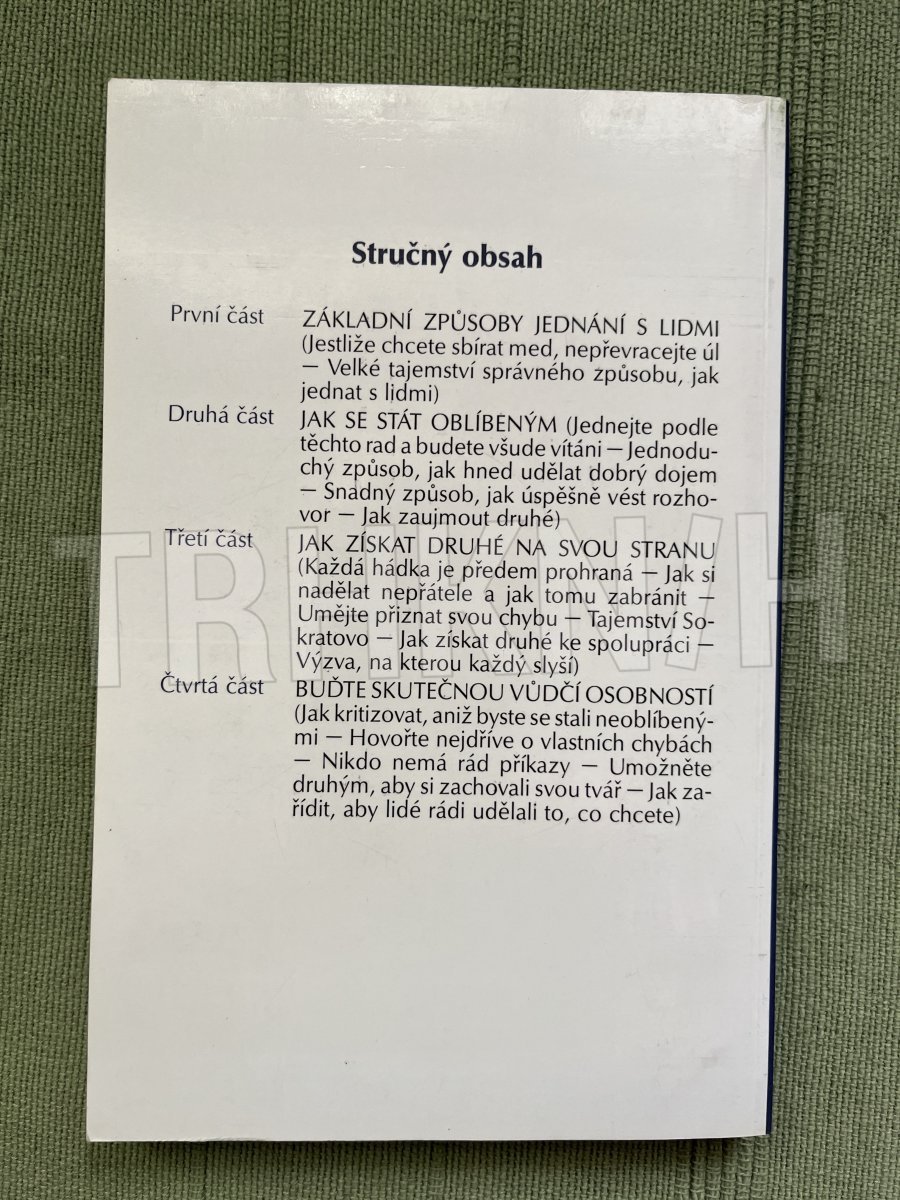 Stručný obsah
První část ZÁKLADNÍ ZPŮSOBY JEDNÁNÍ S LIDMI
(Jestliže chcete sbírat med, nepřevracejte úl
— Velké tajemství správného způsobu, jak
jednat s lidmi)
Druhá část JAK SE STÁT OBLÍBENÝM (Jednejte podle
těchto rad a budete všude vítáni — Jednodu-
chý způsob, jak hned udělat dobrý dojem
— Snadný způsob, jak úspěšně vést rozho-
vor — Jak zaujmout druhé)
Třetí část JAK ZÍSKAT DRUHÉ NA SVOU STRANU
(Každá hádka je předem prohraná — Jak si
nadělat nepřátele a jak tomu zabránit —
Umějte přiznat svou chybu — Tajemství So-
kratovo — Jak získat druhé ke spolupráci —
Výzva, na kterou každý slyší)
Čtvrtá část BUĎTE SKUTEČNOU VŮDČÍ OSOBNOSTÍ
(Jak kritizovat, aniž byste se stali neoblíbený-
mi — Hovořte nejdříve o vlastních chybách
— Nikdo nemá rád příkazy — Umožněte
druhým, aby si zachovali svou tvář — Jak za-
řídit, aby lidé rádi udělali to, co chcete)